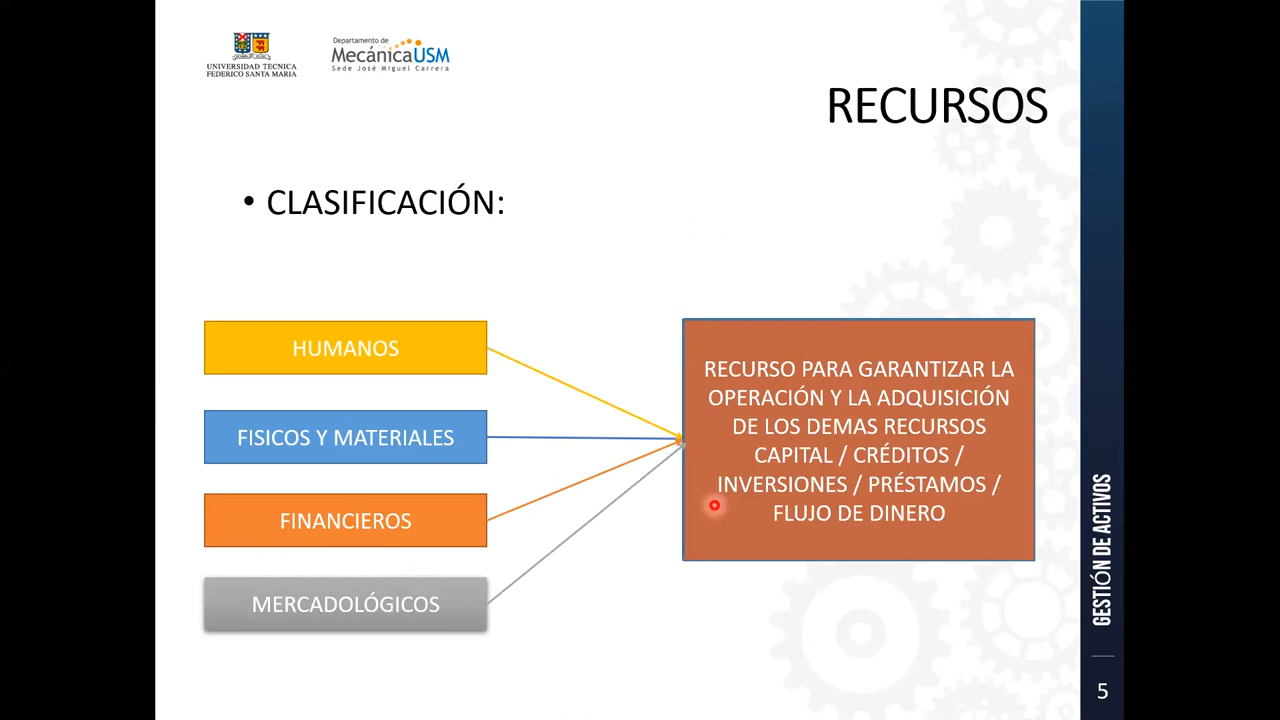 UNIVERSIDAD TECNICA
FEDERICO SANTA MARIA
Departamento de
MecánicaUSM
Sede José Miguel Carrera
RECURSOS
• CLASIFICACIÓN:
HUMANOS
FISICOS Y MATERIALES
FINANCIEROS
MERCADOLÓGICOS
RECURSO PARA GARANTIZAR LA
OPERACIÓN Y LA ADQUISICIÓN
DE LOS DEMAS RECURSOS
CAPITAL / CRÉDITOS /
INVERSIONES / PRÉSTAMOS /
FLUJO DE DINERO
GESTIÓN DE ACTIVOS
5